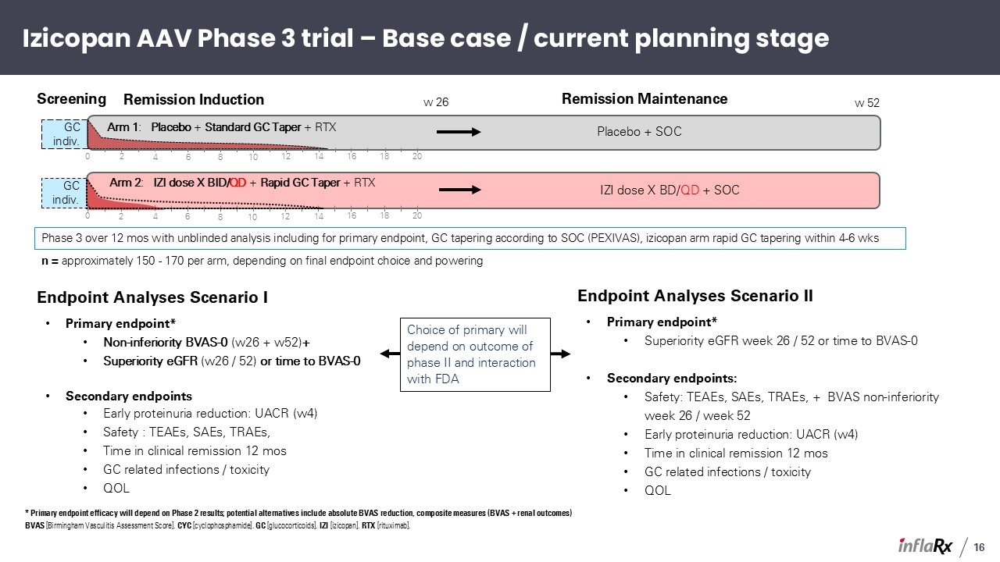 Izicopan AAV Phase 3 trial – Base case / current planning stage
Screening
Remission Induction
w 26
Remission Maintenance
w 52
GC
indiv.
Arm 1: Placebo + Standard GC Taper + RTX
Placebo + SOC
0 2 4 6 8 10 12 14 16 18 20
GC
indiv.
Arm 2: IZI dose X BID/QD + Rapid GC Taper + RTX
IZI dose X BD/QD + SOC
0 2 4 6 8 10 12 14 16 18 20
Phase 3 over 12 mos with unblinded analysis including for primary endpoint, GC tapering according to SOC (PEXIVAS), izicopan arm rapid GC tapering within 4-6 wks
n = approximately 150 - 170 per arm, depending on final endpoint choice and powering
Endpoint Analyses Scenario I
• Primary endpoint*
• Non-inferiority BVAS-0 (w26 + w52)+
• Superiority eGFR (w26 / 52) or time to BVAS-0
• Secondary endpoints
• Early proteinuria reduction: UACR (w4)
• Safety : TEAEs, SAEs, TRAEs,
• Time in clinical remission 12 mos
• GC related infections / toxicity
• QOL
Choice of primary will
depend on outcome of
phase II and interaction
with FDA
Endpoint Analyses Scenario II
• Primary endpoint*
• Superiority eGFR week 26 / 52 or time to BVAS-0
• Secondary endpoints:
• Safety: TEAEs, SAEs, TRAEs, + BVAS non-inferiority
week 26 / week 52
• Early proteinuria reduction: UACR (w4)
• Time in clinical remission 12 mos
• GC related infections / toxicity
• QOL
* Primary endpoint efficacy will depend on Phase 2 results; potential alternatives include absolute BVAS reduction, composite measures (BVAS + renal outcomes)
BVAS [Birmingham Vasculitis Assessment Score]. CYC [cyclophosphamide]. GC [glucocorticoids]. IZI [izicopan]. RTX [rituximab].
inflaRx / 16